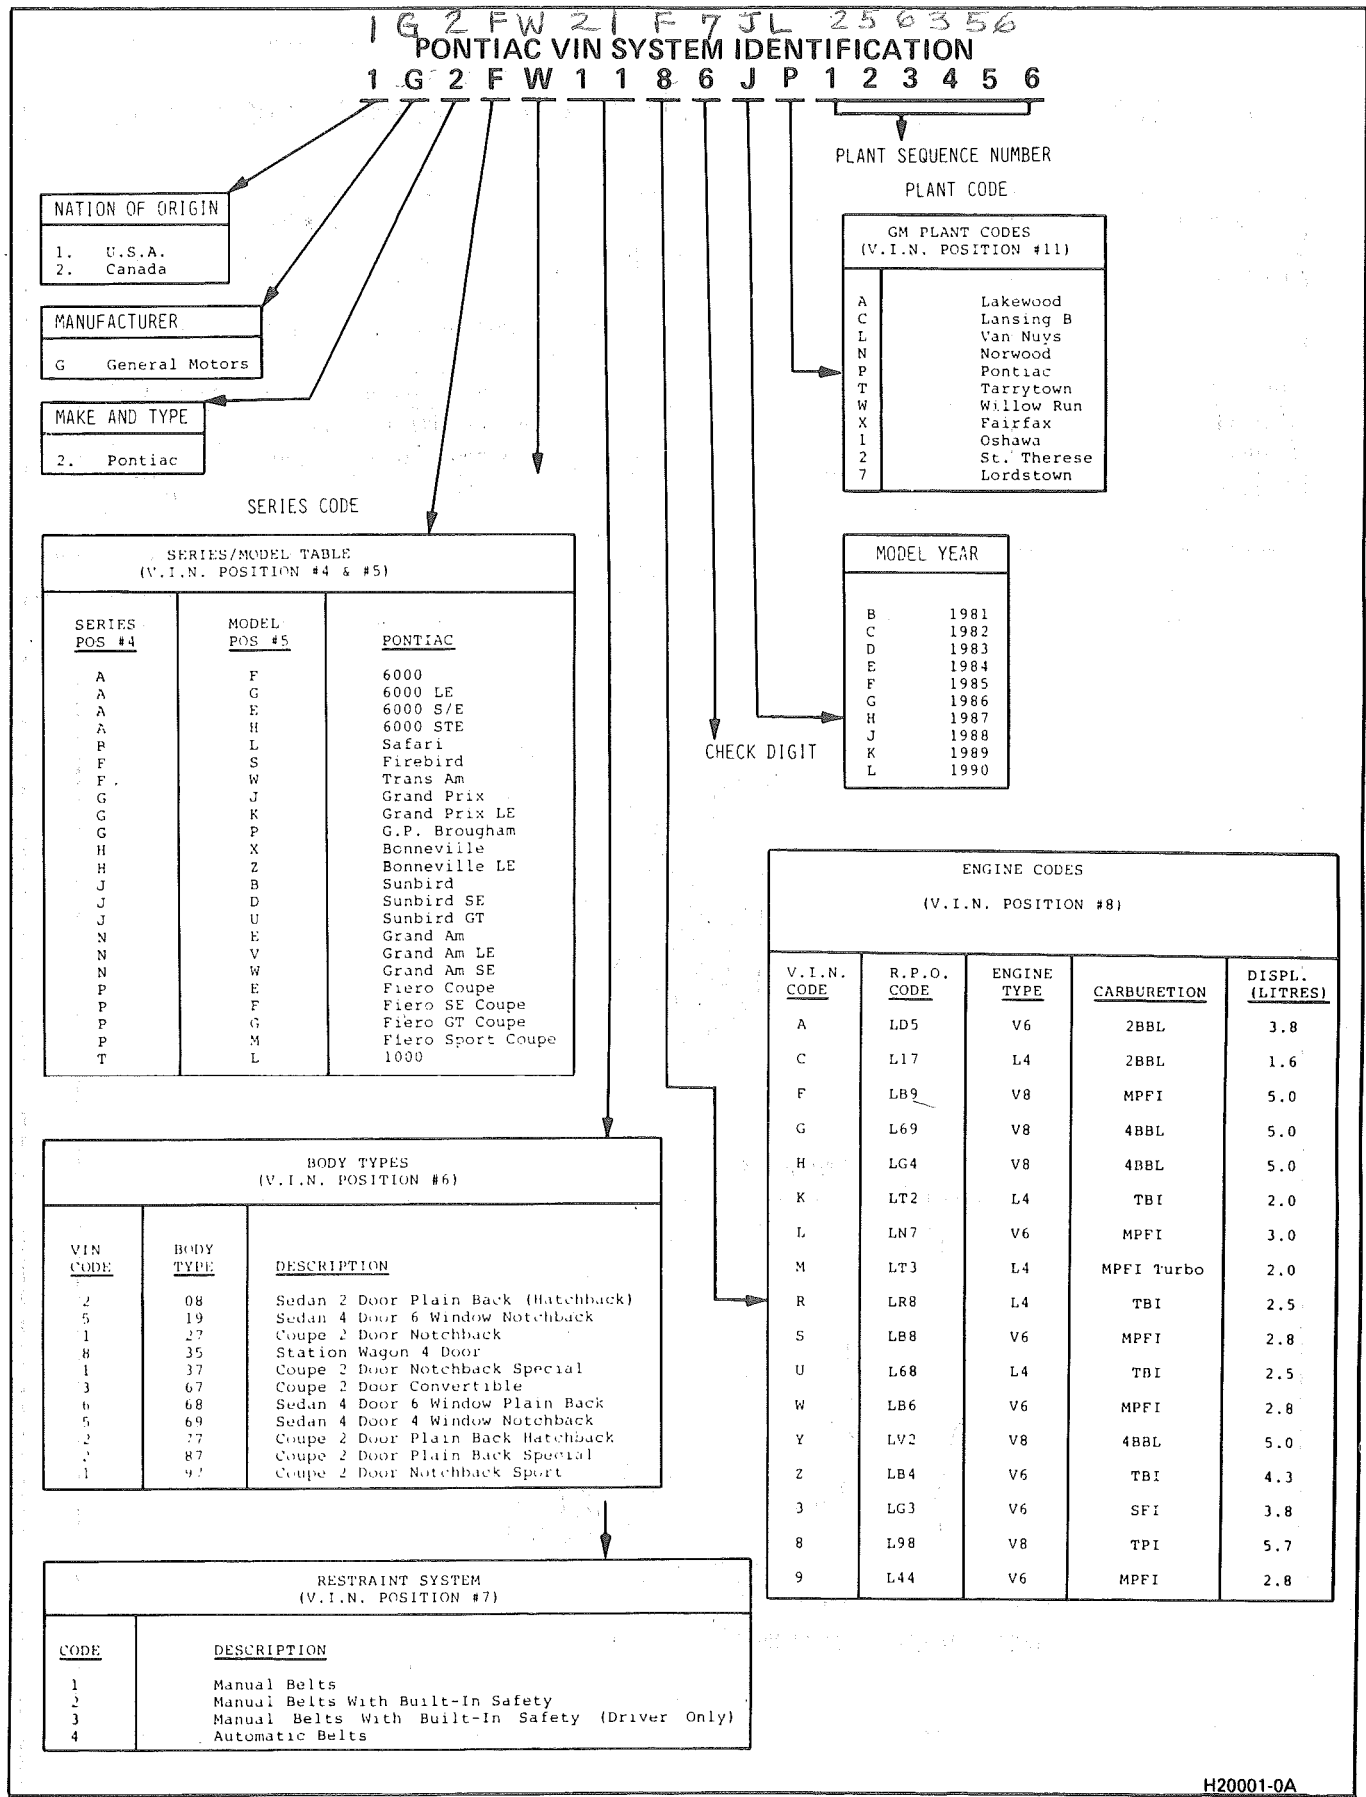 1 G 2 F W 2 1 F 7 J L 2 5 6 3 5 6
PONTIAC VIN SYSTEM IDENTIFICATION
1 G 2 F W 1 1 8 6 J P 1 2 3 4 5 6
PLANT SEQUENCE NUMBER
NATION OF ORIGIN
1. U.S.A.
2. Canada
MANUFACTURER
G General Motors
MAKE AND TYPE
2. Pontiac
PLANT CODE
GM PLANT CODES
(V.I.N. POSITION #11)
A Lakewood
C Lansing B
L Van Nuys
N Norwood
P Pontiac
T Tarrytown
W Willow Run
X Fairfax
1 Oshawa
2 St. Therese
7 Lordstown
SERIES CODE
SERIES/MODEL TABLE
(V.I.N. POSITION #4 & #5)
SERIES MODEL
POS #4 POS #5 PONTIAC
A F 6000
A G 6000 LE
A E 6000 S/E
A H 6000 STE
B L Safari
F S Firebird
F W Trans Am
G J Grand Prix
G K Grand Prix LE
G P G.P. Brougham
H X Bonneville
H Z Bonneville LE
J B Sunbird
J D Sunbird SE
J U Sunbird GT
N E Grand Am
N V Grand Am LE
N W Grand Am SE
P E Fiero Coupe
P F Fiero SE Coupe
P G Fiero GT Coupe
P M Fiero Sport Coupe
T L 1000
CHECK DIGIT
MODEL YEAR
B 1981
C 1982
D 1983
E 1984
F 1985
G 1986
H 1987
J 1988
K 1989
L 1990
ENGINE CODES
(V.I.N. POSITION #8)
V.I.N. R.P.O. ENGINE DISPL.
CODE CODE TYPE CARBURETION (LITRES)
A LD5 V6 2BBL 3.8
C L17 L4 2BBL 1.6
F LB9 V8 MPFI 5.0
G L69 V8 4BBL 5.0
H LG4 V8 4BBL 5.0
K LT2 L4 TBI 2.0
L LN7 V6 MPFI 3.0
M LT3 L4 MPFI Turbo 2.0
R LR8 L4 TBI 2.5
S LB8 V6 MPFI 2.8
U L68 L4 TBI 2.5
W LB6 V6 MPFI 2.8
Y LV2 V8 4BBL 5.0
Z LB4 V6 TBI 4.3
3 LG3 V6 SFI 3.8
8 L98 V8 TPI 5.7
9 L44 V6 MPFI 2.8
BODY TYPES
(V.I.N. POSITION #6)
VIN BODY
CODE TYPE DESCRIPTION
2 08 Sedan 2 Door Plain Back (Hatchback)
5 19 Sedan 4 Door 6 Window Notchback
1 27 Coupe 2 Door Notchback
8 35 Station Wagon 4 Door
1 37 Coupe 2 Door Notchback Special
3 67 Coupe 2 Door Convertible
6 68 Sedan 4 Door 6 Window Plain Back
5 69 Sedan 4 Door 4 Window Notchback
2 77 Coupe 2 Door Plain Back Hatchback
2 87 Coupe 2 Door Plain Back Special
1 97 Coupe 2 Door Notchback Sport
RESTRAINT SYSTEM
(V.I.N. POSITION #7)
CODE DESCRIPTION
1 Manual Belts
2 Manual Belts With Built-In Safety
3 Manual Belts With Built-In Safety (Driver Only)
4 Automatic Belts
H20001-0A